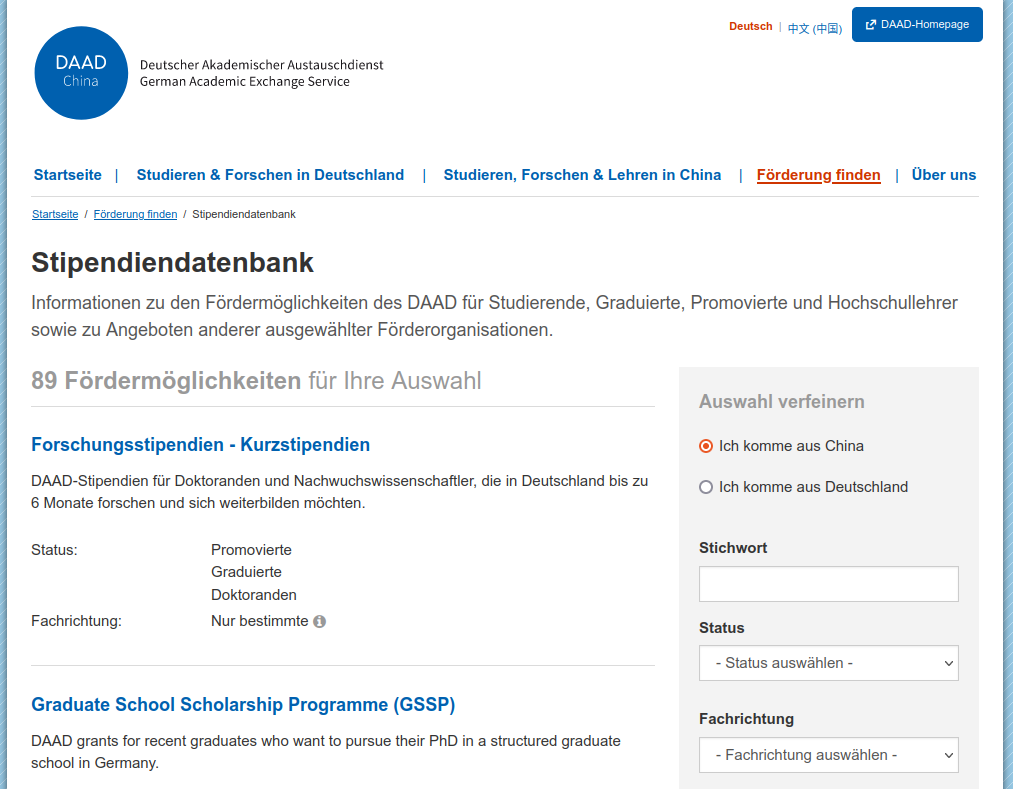 Deutsch | 中文 (中国)
DAAD-Homepage
DAAD
China
Deutscher Akademischer Austauschdienst
German Academic Exchange Service
Startseite | Studieren & Forschen in Deutschland | Studieren, Forschen & Lehren in China | Förderung finden | Über uns
Startseite / Förderung finden / Stipendiendatenbank
Stipendiendatenbank
Informationen zu den Fördermöglichkeiten des DAAD für Studierende, Graduierte, Promovierte und Hochschullehrer
sowie zu Angeboten anderer ausgewählter Förderorganisationen.
89 Fördermöglichkeiten für Ihre Auswahl
Forschungsstipendien - Kurzstipendien
DAAD-Stipendien für Doktoranden und Nachwuchswissenschaftler, die in Deutschland bis zu
6 Monate forschen und sich weiterbilden möchten.
Status: Promovierte
Graduierte
Doktoranden
Fachrichtung: Nur bestimmte
Graduate School Scholarship Programme (GSSP)
DAAD grants for recent graduates who want to pursue their PhD in a structured graduate
school in Germany.
Auswahl verfeinern
Ich komme aus China
Ich komme aus Deutschland
Stichwort
Status
- Status auswählen -
Fachrichtung
- Fachrichtung auswählen -